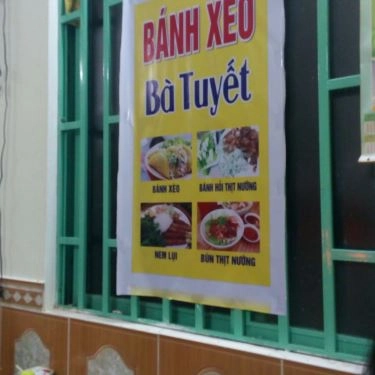 BÁNH XÈO
Bà Tuyết
BÁNH XÈO
BÁNH HỎI THỊT NƯỚNG
NEM LỤI
BÚN THỊT NƯỚNG